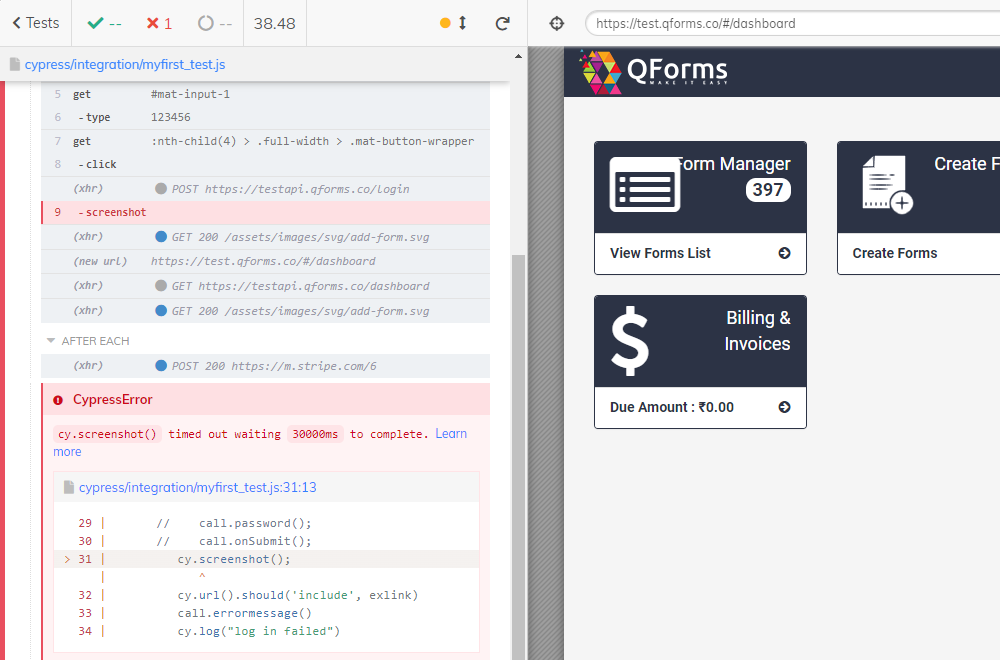 Tests
--
1
--
38.48
https://test.qforms.co/#/dashboard
cypress/integration/myfirst_test.js
5 get #mat-input-1
6 - type 123456
7 get :nth-child(4) > .full-width > .mat-button-wrapper
8 - click
(xhr) POST https://testapi.qforms.co/login
9 - screenshot
(xhr) GET 200 /assets/images/svg/add-form.svg
(new url) https://test.qforms.co/#/dashboard
(xhr) GET https://testapi.qforms.co/dashboard
(xhr) GET 200 /assets/images/svg/add-form.svg
AFTER EACH
(xhr) POST 200 https://m.stripe.com/6
CypressError
cy.screenshot() timed out waiting 30000ms to complete. Learn
more
cypress/integration/myfirst_test.js:31:13
29 | // call.password();
30 | // call.onSubmit();
> 31 | cy.screenshot();
| ^
32 | cy.url().should('include', exlink)
33 | call.errormessage()
34 | cy.log("log in failed")
QForms
MAKE IT EASY
Form Manager
397
View Forms List
Create F
Create Forms
Billing &
Invoices
Due Amount : ₹0.00